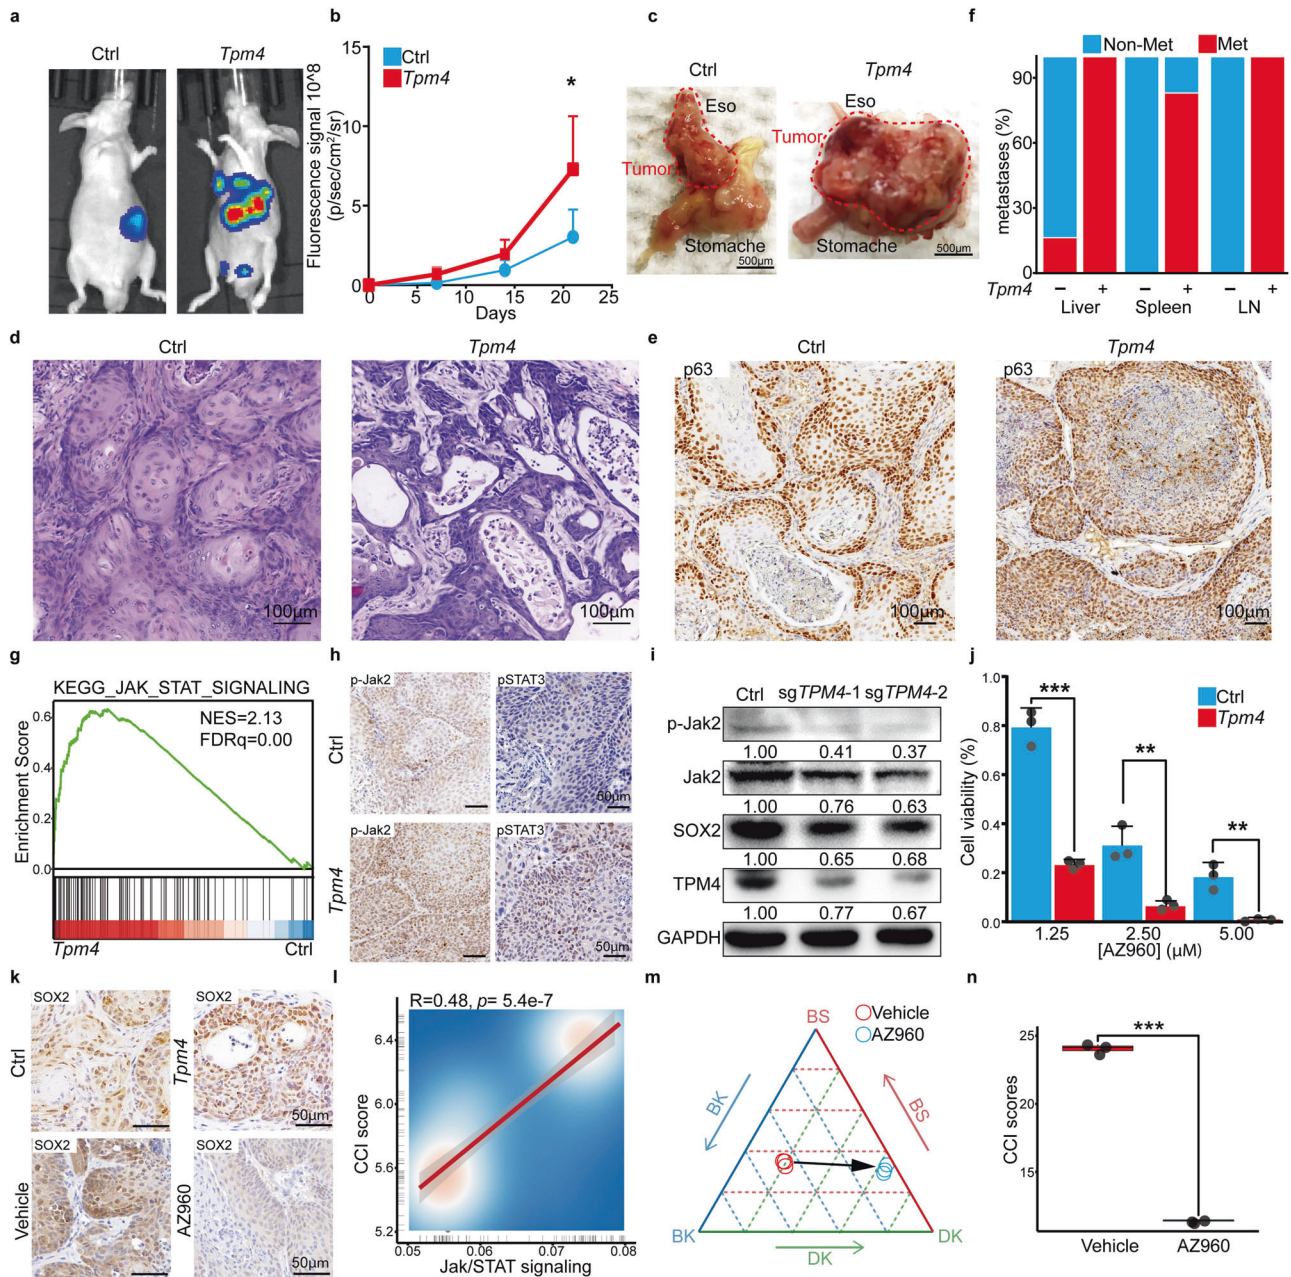 a
Ctrl
Tpm4
b
Fluorescence signal 10^8
(p/sec/cm²/sr)
15
10
5
0
Ctrl
Tpm4
*
0 5 10 15 20 25
Days
c
Ctrl
Tpm4
Eso
Tumor
Stomache
500μm
Eso
Tumor
Stomache
500μm
f
Non-Met
Met
metastases (%)
90
60
30
0
Tpm4 − + − + − +
Liver Spleen LN
d
Ctrl
Tpm4
100μm
100μm
e
Ctrl
Tpm4
p63
100μm
p63
100μm
g
KEGG_JAK_STAT_SIGNALING
NES=2.13
FDRq=0.00
Enrichment Score
0.6
0.4
0.2
0.0
Tpm4 Ctrl
h
p-Jak2
pSTAT3
Ctrl
60μm
p-Jak2
pSTAT3
Tpm4
50μm
i
Ctrl sgTPM4-1 sgTPM4-2
p-Jak2
1.00 0.41 0.37
Jak2
1.00 0.76 0.63
SOX2
1.00 0.65 0.68
TPM4
1.00 0.77 0.67
GAPDH
j
Cell viability (%)
1.0
0.8
0.6
0.4
0.2
0.0
Ctrl
Tpm4
***
**
**
1.25 2.50 5.00
[AZ960] (μM)
k
SOX2
Ctrl
SOX2
Tpm4
50μm
SOX2
Vehicle
SOX2
AZ960
50μm
l
R=0.48, p= 5.4e-7
CCI score
6.4
6.0
5.6
5.2
0.05 0.06 0.07 0.08
Jak/STAT signaling
m
Vehicle
AZ960
BS
BK
BS
BK
DK
DK
n
CCI scores
25
20
15
***
Vehicle AZ960